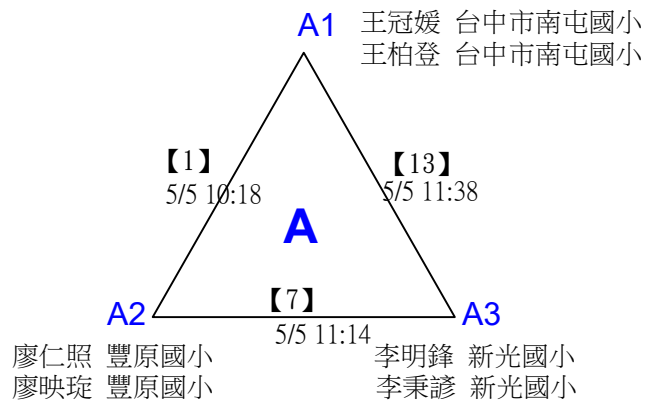 A1
王冠媛 台中市南屯國小
王柏登 台中市南屯國小
【1】
5/5 10:18
【13】
5/5 11:38
A
【7】
5/5 11:14
A2
廖仁照 豐原國小
廖映琁 豐原國小
A3
李明鋒 新光國小
李秉諺 新光國小